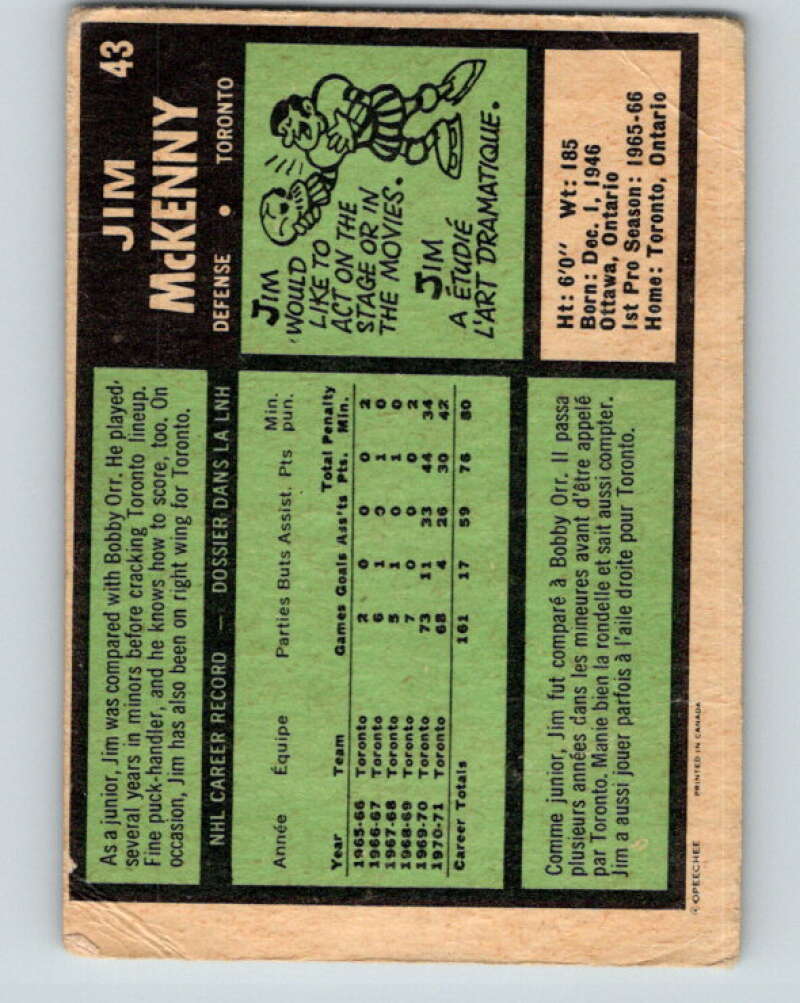 43
JIM
McKENNY
DEFENSE • TORONTO
JIM
WOULD
LIKE TO
ACT ON THE
STAGE OR IN
THE MOVIES.
JIM
A ÉTUDIÉ
L'ART DRAMATIQUE.
Ht: 6'0" Wt: 185
Born: Dec. 1, 1946
Ottawa, Ontario
1st Pro Season: 1965-66
Home: Toronto, Ontario
As a junior, Jim was compared with Bobby Orr. He played
several years in minors before cracking Toronto lineup.
Fine puck-handler, and he knows how to score, too. On
occasion, Jim has also been on right wing for Toronto.
NHL CAREER RECORD — DOSSIER DANS LA LNH
Année Équipe Parties Buts Assist. Pts Min. pun.
Year Team Games Goals Ass'ts Total Pts. Penalty Min.
1965-66 Toronto 2 0 0 0 2
1966-67 Toronto 6 1 0 1 0
1967-68 Toronto 5 1 0 1 0
1968-69 Toronto 7 0 0 0 2
1969-70 Toronto 73 11 33 44 34
1970-71 Toronto 68 4 26 30 42
Career Totals 161 17 59 76 80
Comme junior, Jim fut comparé à Bobby Orr. Il passa
plusieurs années dans les mineures avant d'être appelé
par Toronto. Manie bien la rondelle et sait aussi compter.
Jim a aussi jouer parfois à l'aile droite pour Toronto.
© OPEECHEE PRINTED IN CANADA